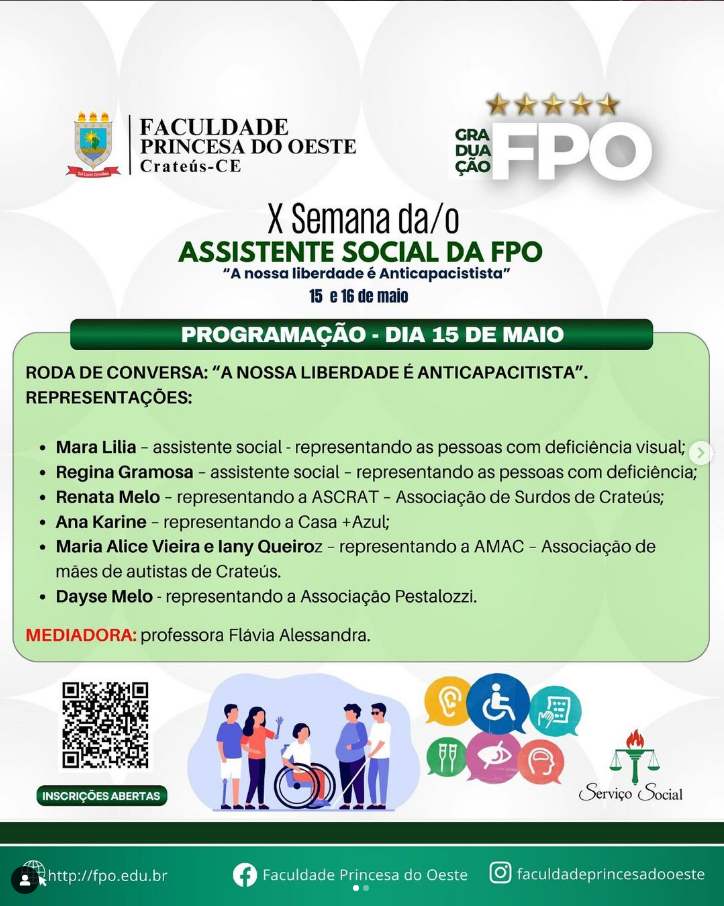 FACULDADE
PRINCESA DO OESTE
Crateús-CE
GRA
DUA
ÇÃO
FPO
X Semana da/o
ASSISTENTE SOCIAL DA FPO
“A nossa liberdade é Anticapacistista”
15 e 16 de maio
PROGRAMAÇÃO - DIA 15 DE MAIO
RODA DE CONVERSA: “A NOSSA LIBERDADE É ANTICAPACITISTA”.
REPRESENTAÇÕES:
• Mara Lilia – assistente social - representando as pessoas com deficiência visual;
• Regina Gramosa – assistente social – representando as pessoas com deficiência;
• Renata Melo – representando a ASCRAT – Associação de Surdos de Crateús;
• Ana Karine – representando a Casa +Azul;
• Maria Alice Vieira e Iany Queiroz – representando a AMAC – Associação de
mães de autistas de Crateús.
• Dayse Melo - representando a Associação Pestalozzi.
MEDIADORA: professora Flávia Alessandra.
INSCRIÇÕES ABERTAS
Serviço Social
http://fpo.edu.br
Faculdade Princesa do Oeste
faculdadeprincesadooeste